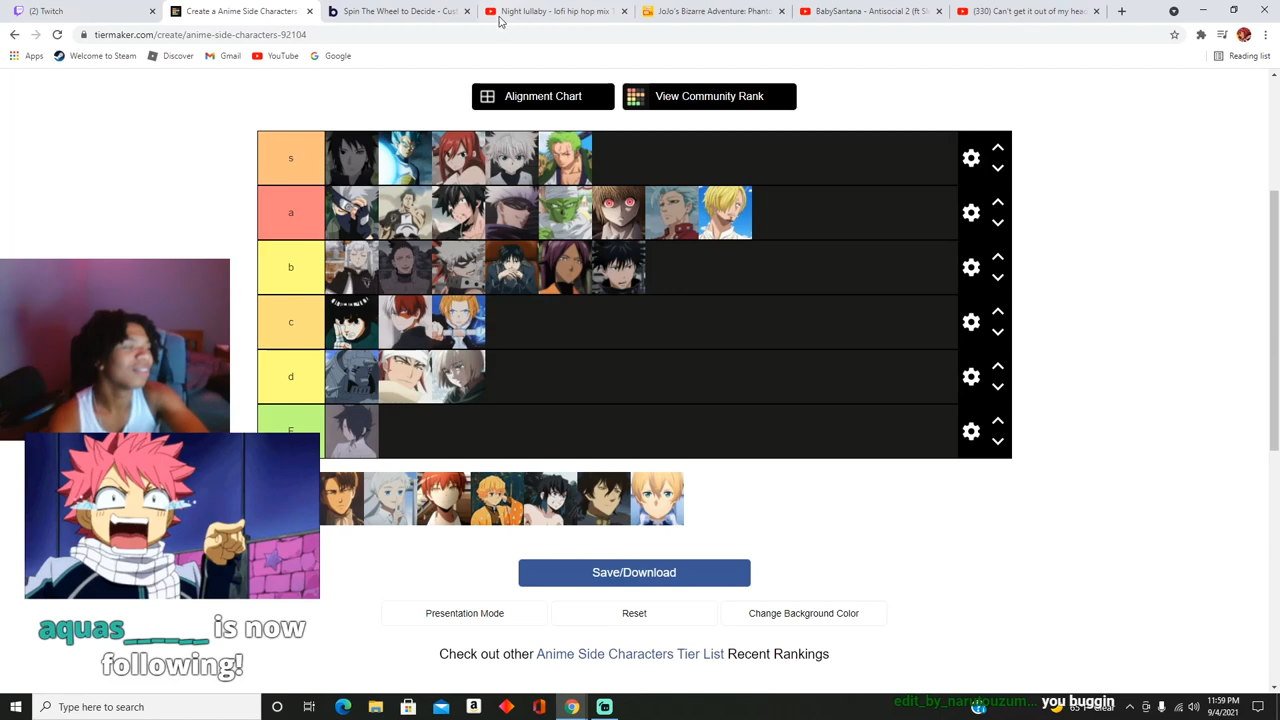 (2) Twitch
Create a Anime Side Characters
Spin The Wheel to Decide - Cust
Night lullaby - lofi hip hop mix
JoJo's Bizarre Adventure: Phanto
BabySantana - Antisocial 2 (ft S
(330) Can't get it out of my hea
tiermaker.com/create/anime-side-characters-92104
Apps
Welcome to Steam
Discover
Gmail
YouTube
Google
Reading list
Alignment Chart
View Community Rank
s
a
b
c
d
Save/Download
Presentation Mode
Reset
Change Background Color
Check out other Anime Side Characters Tier List Recent Rankings
aquas_____ is now
following!
Type here to search
edit_by_narutouzum... you buggin
11:59 PM
9/4/2021